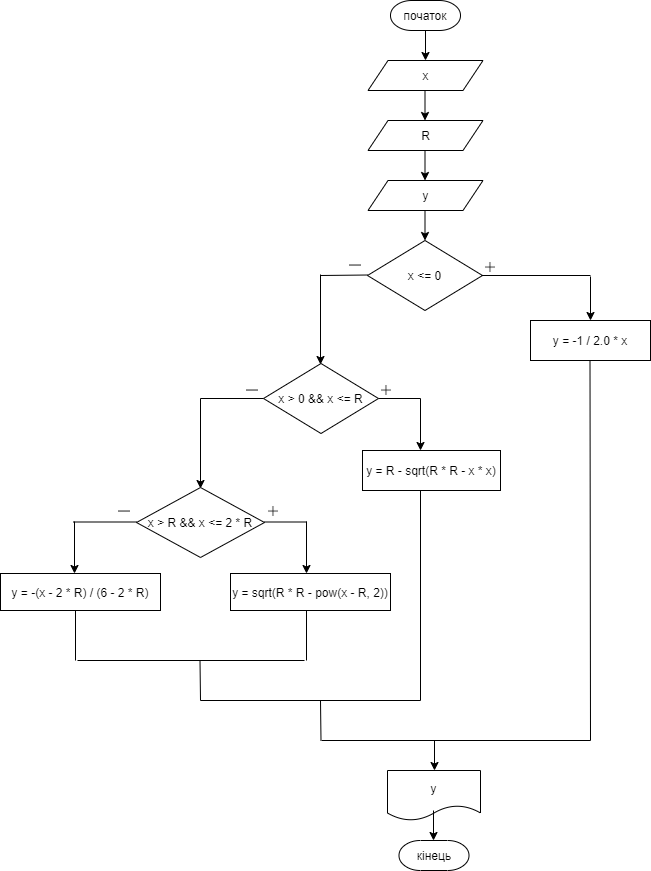 початок
x
R
y
x <= 0
—
+
y = -1 / 2.0 * x
x > 0 && x <= R
—
+
y = R - sqrt(R * R - x * x)
x > R && x <= 2 * R
—
+
y = -(x - 2 * R) / (6 - 2 * R)
y = sqrt(R * R - pow(x - R, 2))
y
кінець